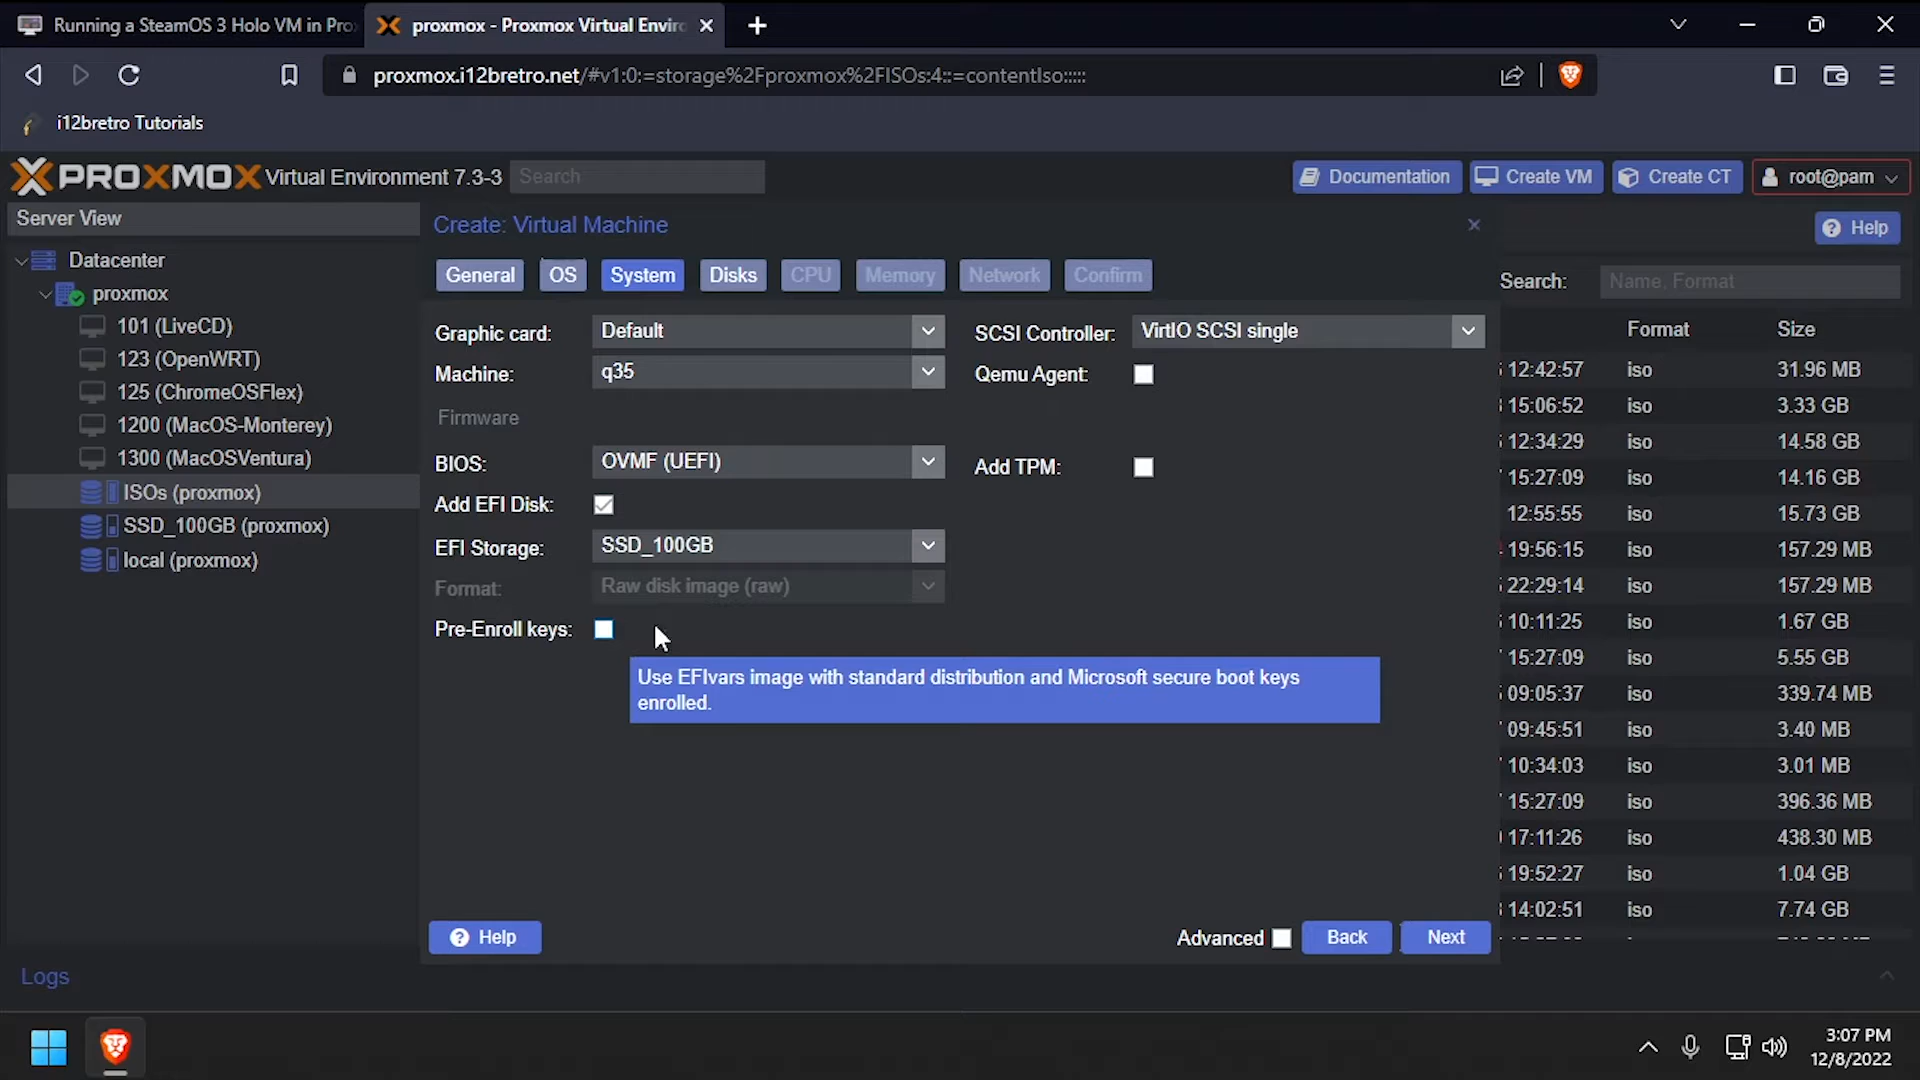 Running a SteamOS 3 Holo VM in Pro
proxmox - Proxmox Virtual Enviro
proxmox.i12bretro.net/#v1:0:=storage%2Fproxmox%2FISOs:4::=contentIso:::::
i12bretro Tutorials
PROXMOX Virtual Environment 7.3-3
Search
Documentation
Create VM
Create CT
root@pam
Server View
Create: Virtual Machine
Help
Datacenter
proxmox
101 (LiveCD)
123 (OpenWRT)
125 (ChromeOSFlex)
1200 (MacOS-Monterey)
1300 (MacOSVentura)
ISOs (proxmox)
SSD_100GB (proxmox)
local (proxmox)
General
OS
System
Disks
CPU
Memory
Network
Confirm
Graphic card: Default
SCSI Controller: VirtIO SCSI single
Machine: q35
Qemu Agent:
Firmware
BIOS: OVMF (UEFI)
Add TPM:
Add EFI Disk:
EFI Storage: SSD_100GB
Format: Raw disk image (raw)
Pre-Enroll keys:
Use EFIvars image with standard distribution and Microsoft secure boot keys
enrolled.
Help
Advanced
Back
Next
Search: Name, Format
Format Size
12:42:57 iso 31.96 MB
15:06:52 iso 3.33 GB
12:34:29 iso 14.58 GB
15:27:09 iso 14.16 GB
12:55:55 iso 15.73 GB
19:56:15 iso 157.29 MB
22:29:14 iso 157.29 MB
10:11:25 iso 1.67 GB
15:27:09 iso 5.55 GB
09:05:37 iso 339.74 MB
09:45:51 iso 3.40 MB
10:34:03 iso 3.01 MB
15:27:09 iso 396.36 MB
17:11:26 iso 438.30 MB
19:52:27 iso 1.04 GB
14:02:51 iso 7.74 GB
Logs
3:07 PM
12/8/2022